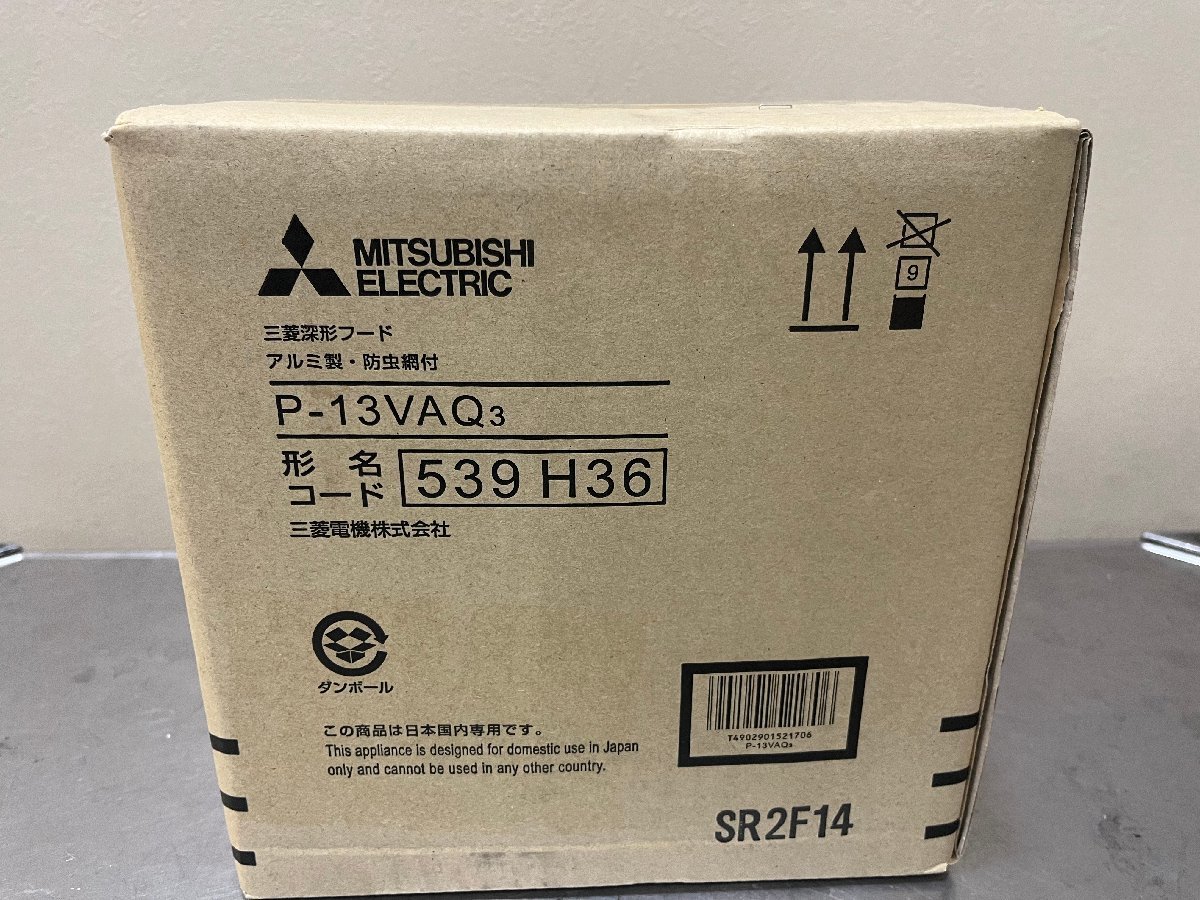 MITSUBISHI
ELECTRIC
三菱深形フード
アルミ製・防虫網付
P-13VAQ3
形名
コード
539 H36
三菱電機株式会社
9
ダンボール
この商品は日本国内専用です。
This appliance is designed for domestic use in Japan
only and cannot be used in any other country.
T4902901521706
P-13VAQ3
SR2F14